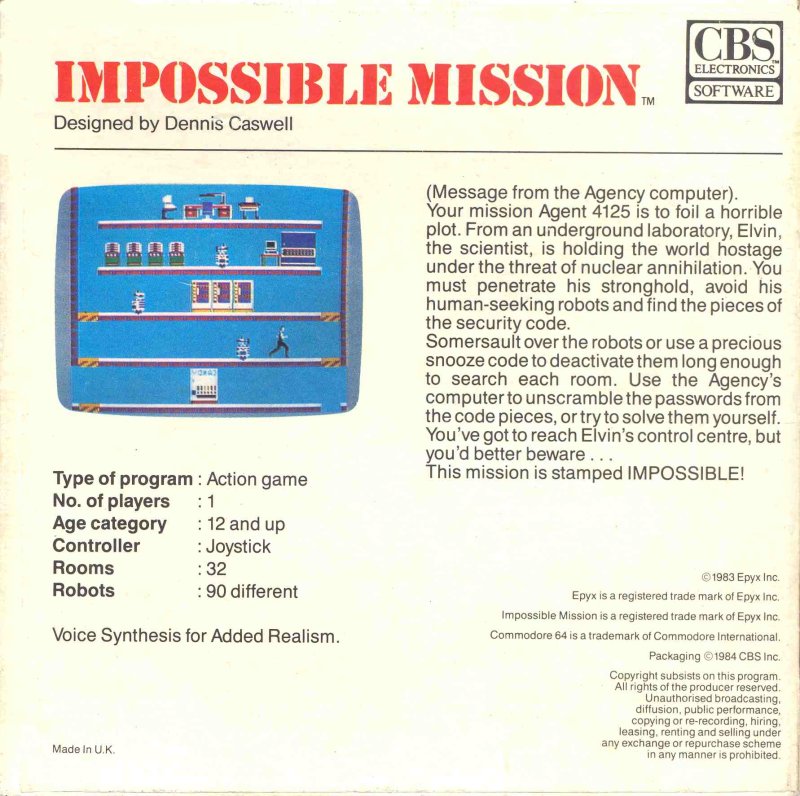 CBS
ELECTRONICS™
SOFTWARE
IMPOSSIBLE MISSION™
Designed by Dennis Caswell
(Message from the Agency computer).
Your mission Agent 4125 is to foil a horrible
plot. From an underground laboratory, Elvin,
the scientist, is holding the world hostage
under the threat of nuclear annihilation. You
must penetrate his stronghold, avoid his
human-seeking robots and find the pieces of
the security code.
Somersault over the robots or use a precious
snooze code to deactivate them long enough
to search each room. Use the Agency's
computer to unscramble the passwords from
the code pieces, or try to solve them yourself.
You've got to reach Elvin's control centre, but
you'd better beware . . .
This mission is stamped IMPOSSIBLE!
Type of program : Action game
No. of players : 1
Age category : 12 and up
Controller : Joystick
Rooms : 32
Robots : 90 different
Voice Synthesis for Added Realism.
©1983 Epyx Inc.
Epyx is a registered trade mark of Epyx Inc.
Impossible Mission is a registered trade mark of Epyx Inc.
Commodore 64 is a trademark of Commodore International.
Packaging ©1984 CBS Inc.
Copyright subsists on this program.
All rights of the producer reserved.
Unauthorised broadcasting,
diffusion, public performance,
copying or re-recording, hiring,
leasing, renting and selling under
any exchange or repurchase scheme
in any manner is prohibited.
Made In U.K.